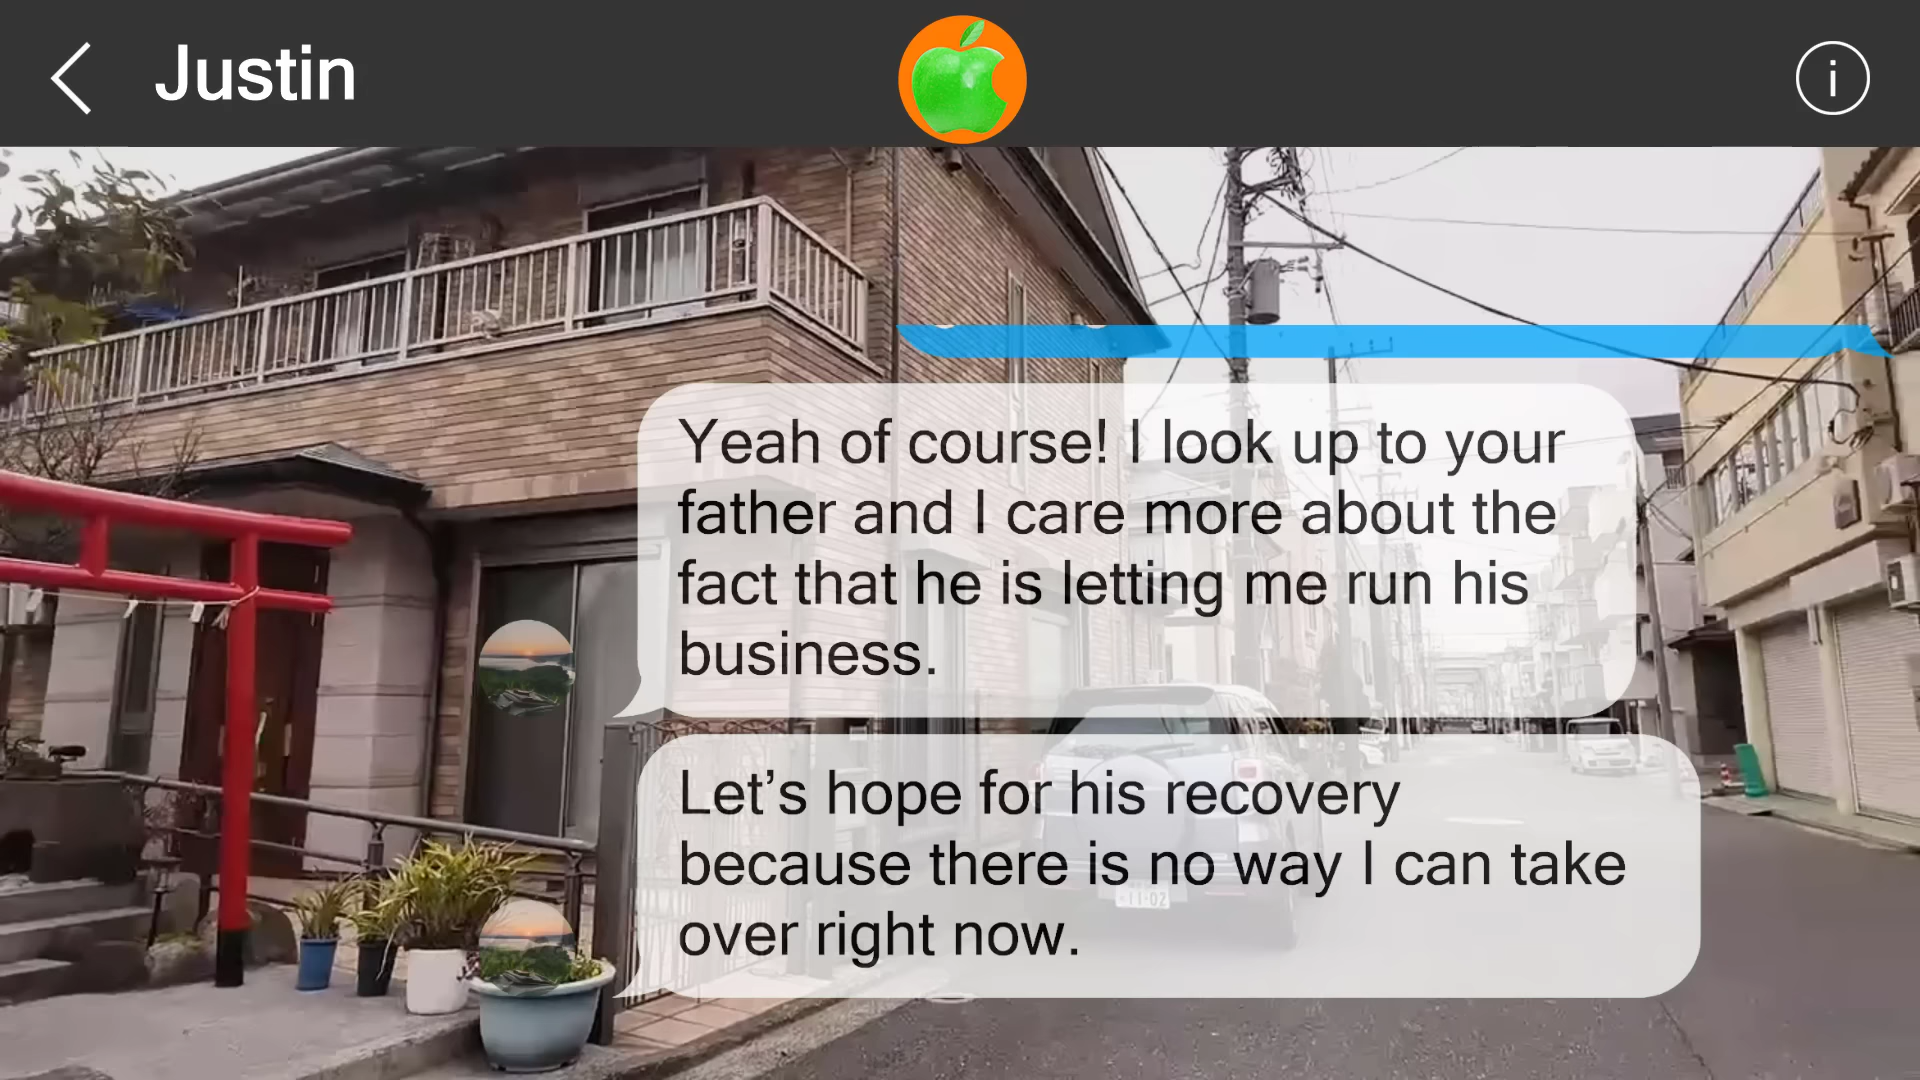 Justin
i
Yeah of course! I look up to your
father and I care more about the
fact that he is letting me run his
business.
Let’s hope for his recovery
because there is no way I can take
over right now.
11-02